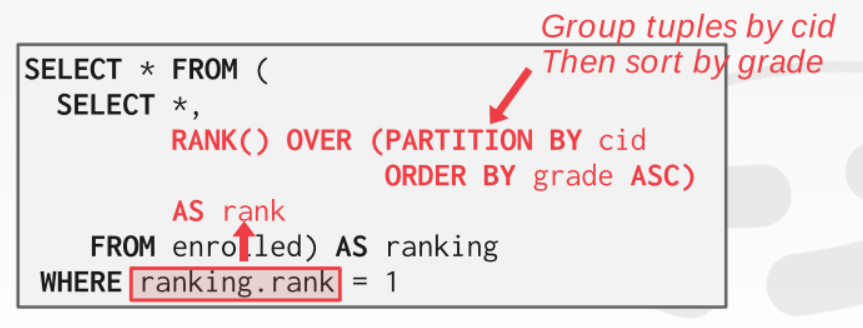 Group tuples by cid
Then sort by grade
SELECT * FROM (
SELECT *,
RANK() OVER (PARTITION BY cid
ORDER BY grade ASC)
AS rank
FROM enrolled) AS ranking
WHERE ranking.rank = 1